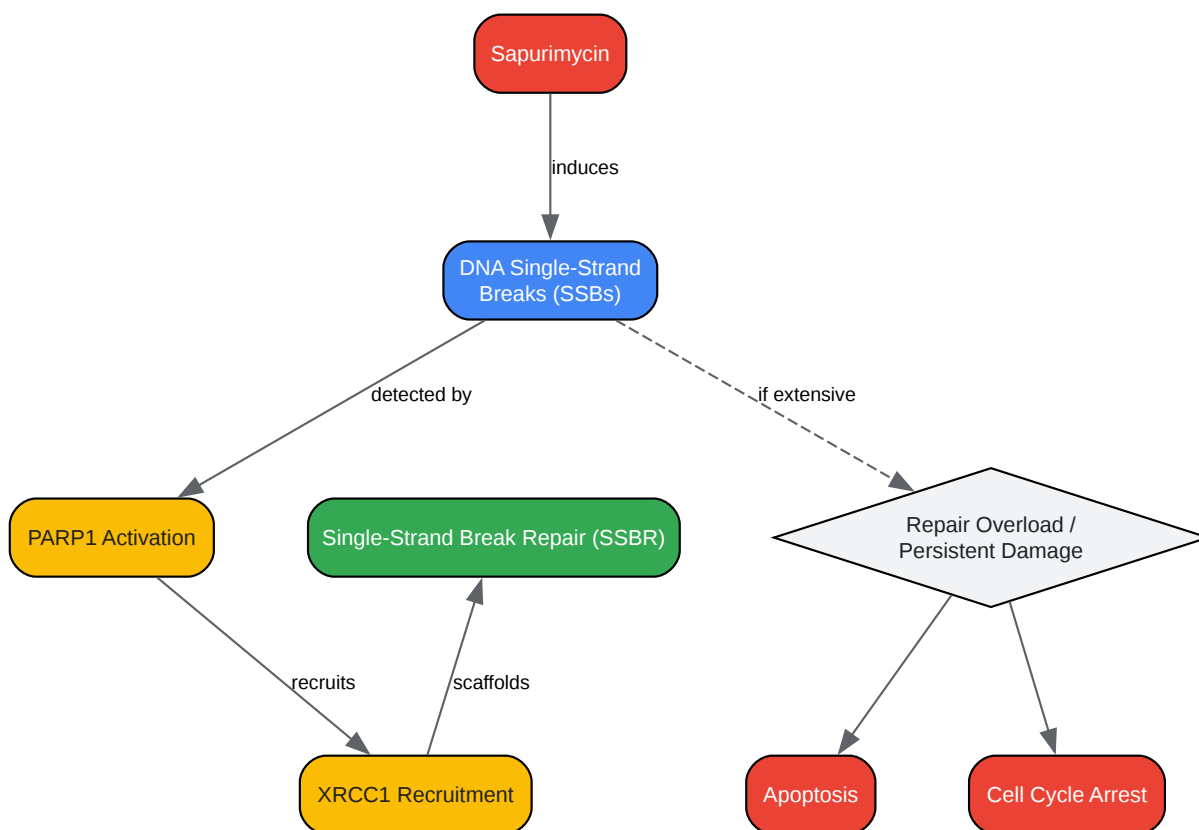 Sapurimycin
induces
DNA Single-Strand
Breaks (SSBs)
detected by
if extensive
PARP1 Activation
Single-Strand Break Repair (SSBR)
Repair Overload /
Persistent Damage
recruits
scaffolds
XRCC1 Recruitment
Apoptosis
Cell Cycle Arrest